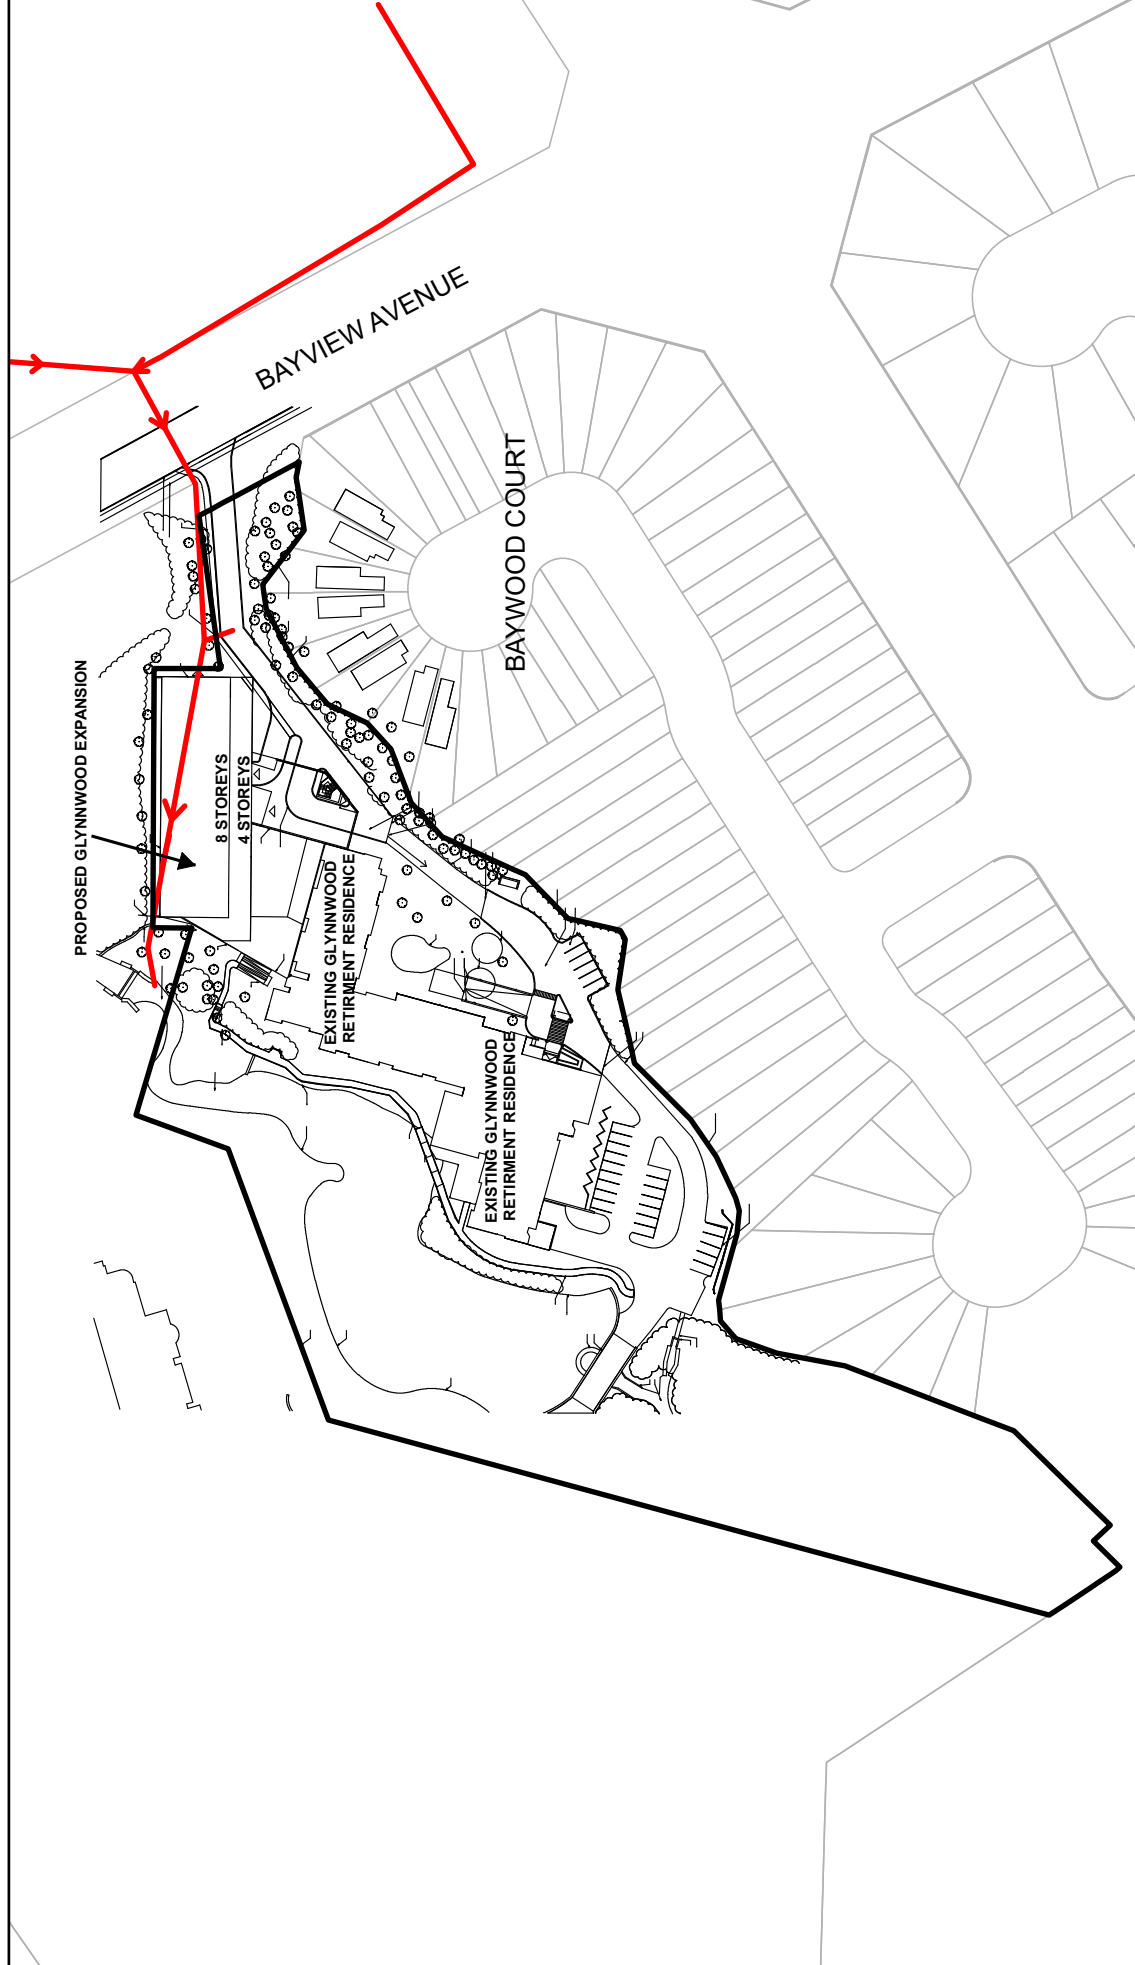 BAYVIEW AVENUE
BAYWOOD COURT
PROPOSED GLYNNWOOD EXPANSION
8 STOREYS
4 STOREYS
EXISTING GLYNNWOOD
RETIRMENT RESIDENCE
EXISTING GLYNNWOOD
RETIRMENT RESIDENCE